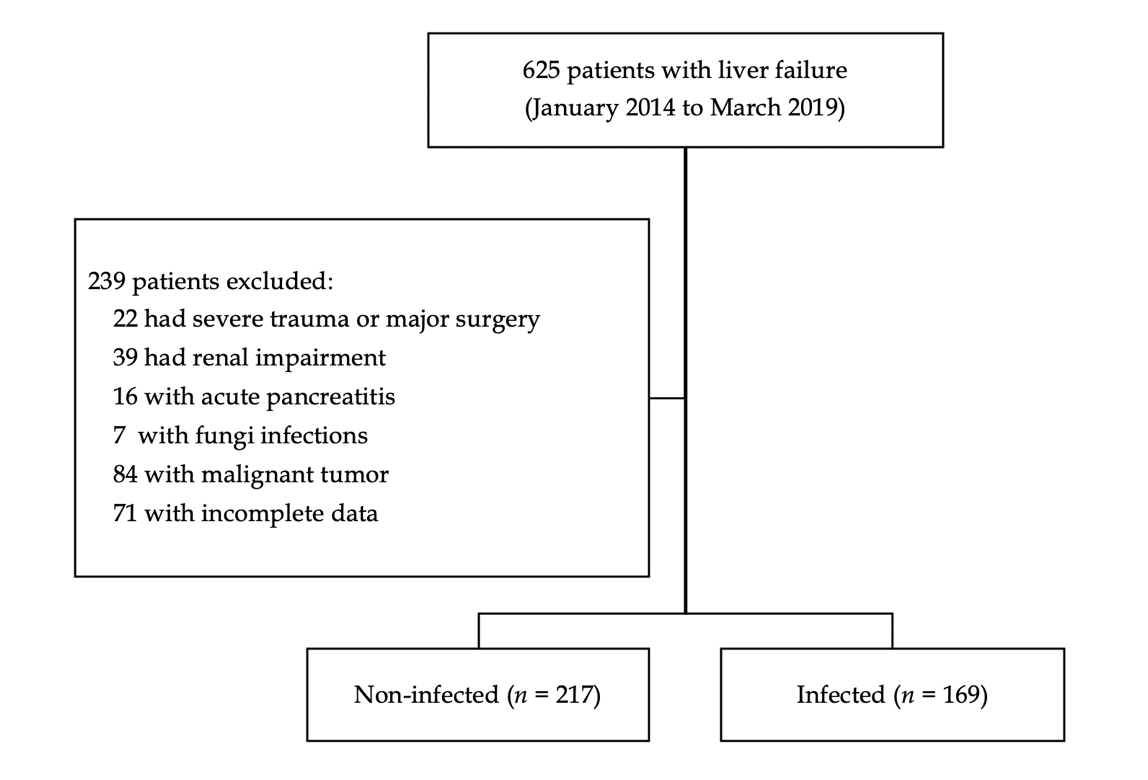 625 patients with liver failure
(January 2014 to March 2019)
239 patients excluded:
22 had severe trauma or major surgery
39 had renal impairment
16 with acute pancreatitis
7 with fungi infections
84 with malignant tumor
71 with incomplete data
Non-infected (n = 217)
Infected (n = 169)